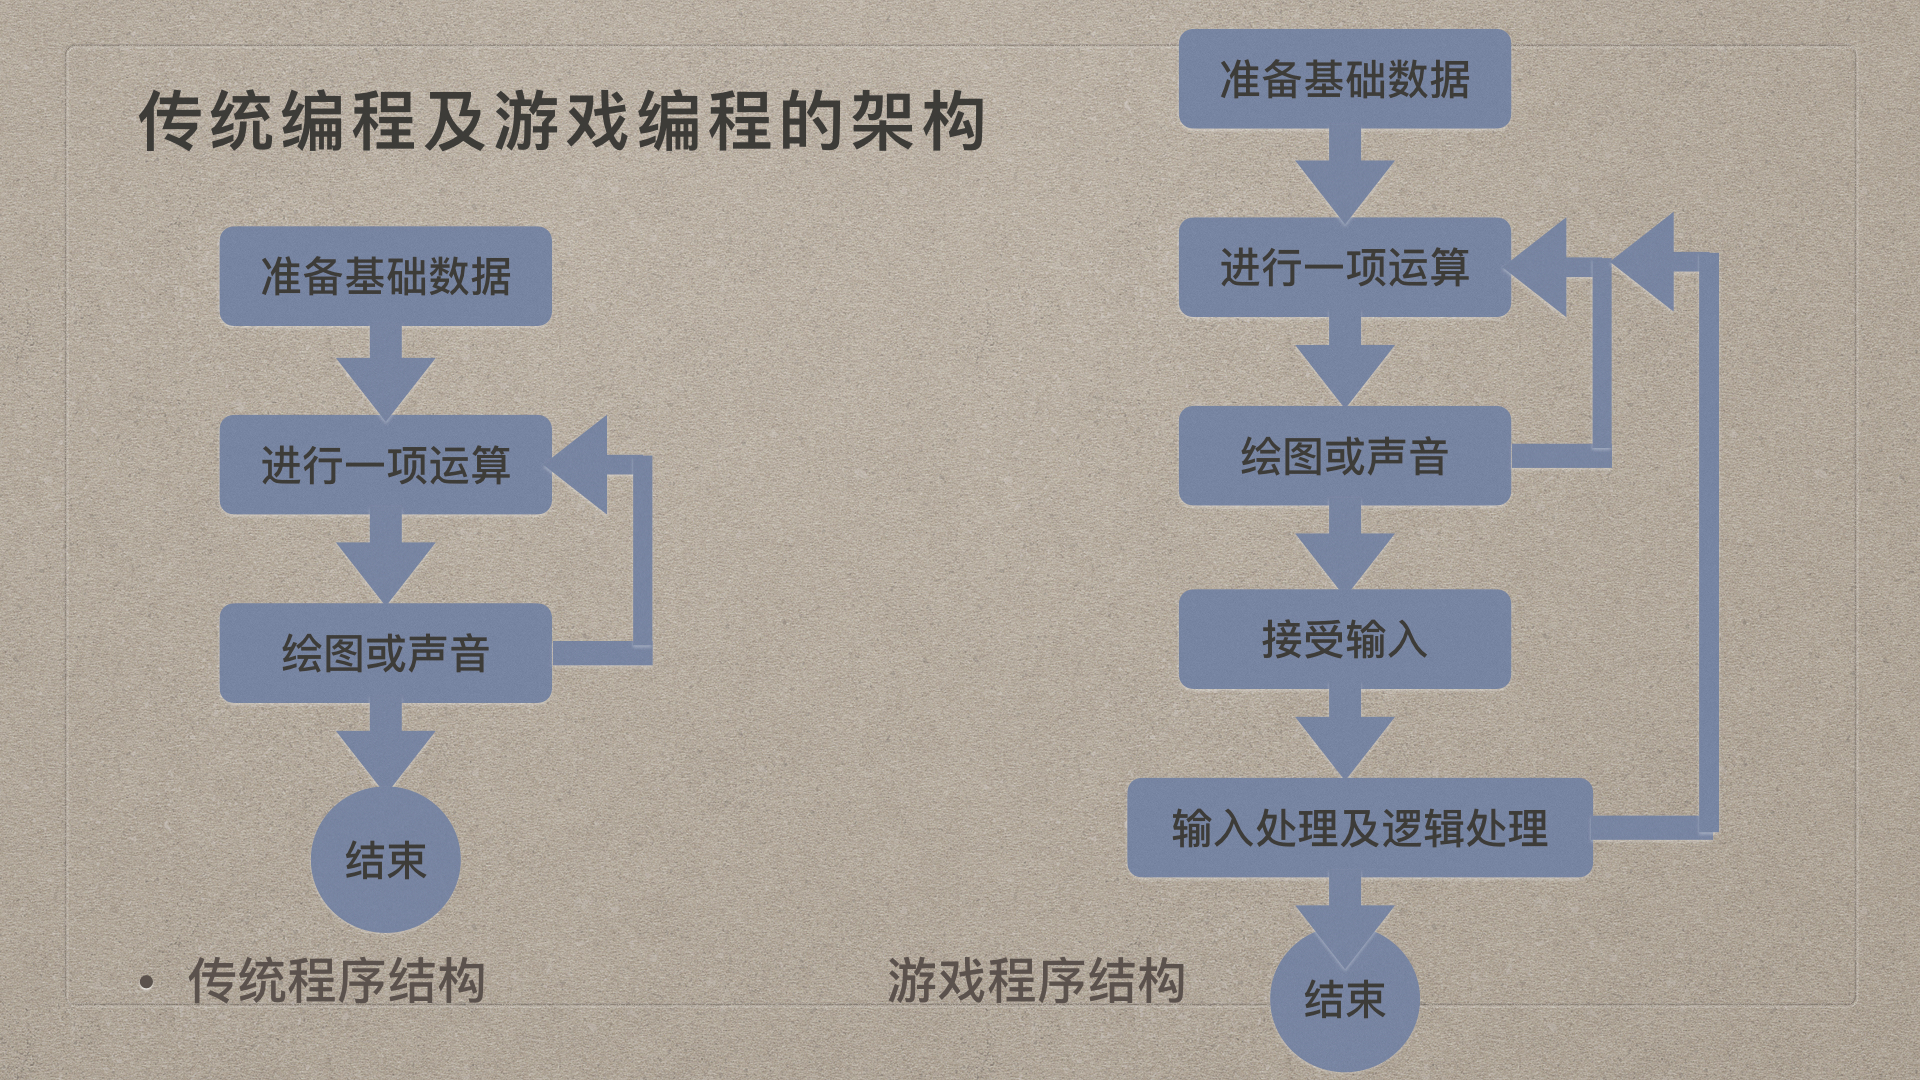 传统编程及游戏编程的架构
准备基础数据
进行一项运算
绘图或声音
结束
• 传统程序结构
准备基础数据
进行一项运算
绘图或声音
接受输入
输入处理及逻辑处理
结束
游戏程序结构